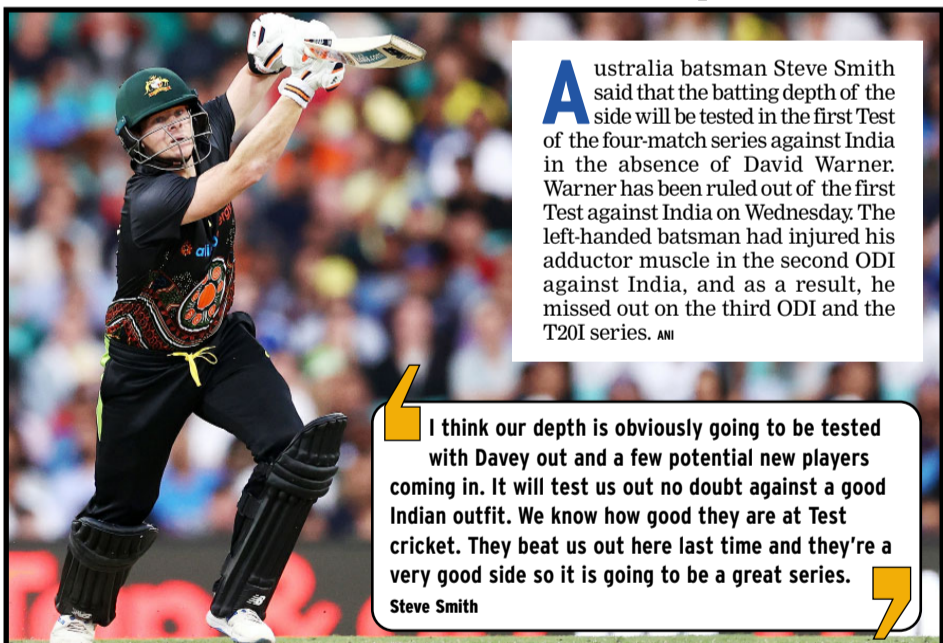 Australia batsman Steve Smith
said that the batting depth of the
side will be tested in the first Test
of the four-match series against India
in the absence of David Warner.
Warner has been ruled out of the first
Test against India on Wednesday. The
left-handed batsman had injured his
adductor muscle in the second ODI
against India, and as a result, he
missed out on the third ODI and the
T20I series. ANI
‘ I think our depth is obviously going to be tested
with Davey out and a few potential new players
coming in. It will test us out no doubt against a good
Indian outfit. We know how good they are at Test
cricket. They beat us out here last time and they’re a
very good side so it is going to be a great series. ’
Steve Smith